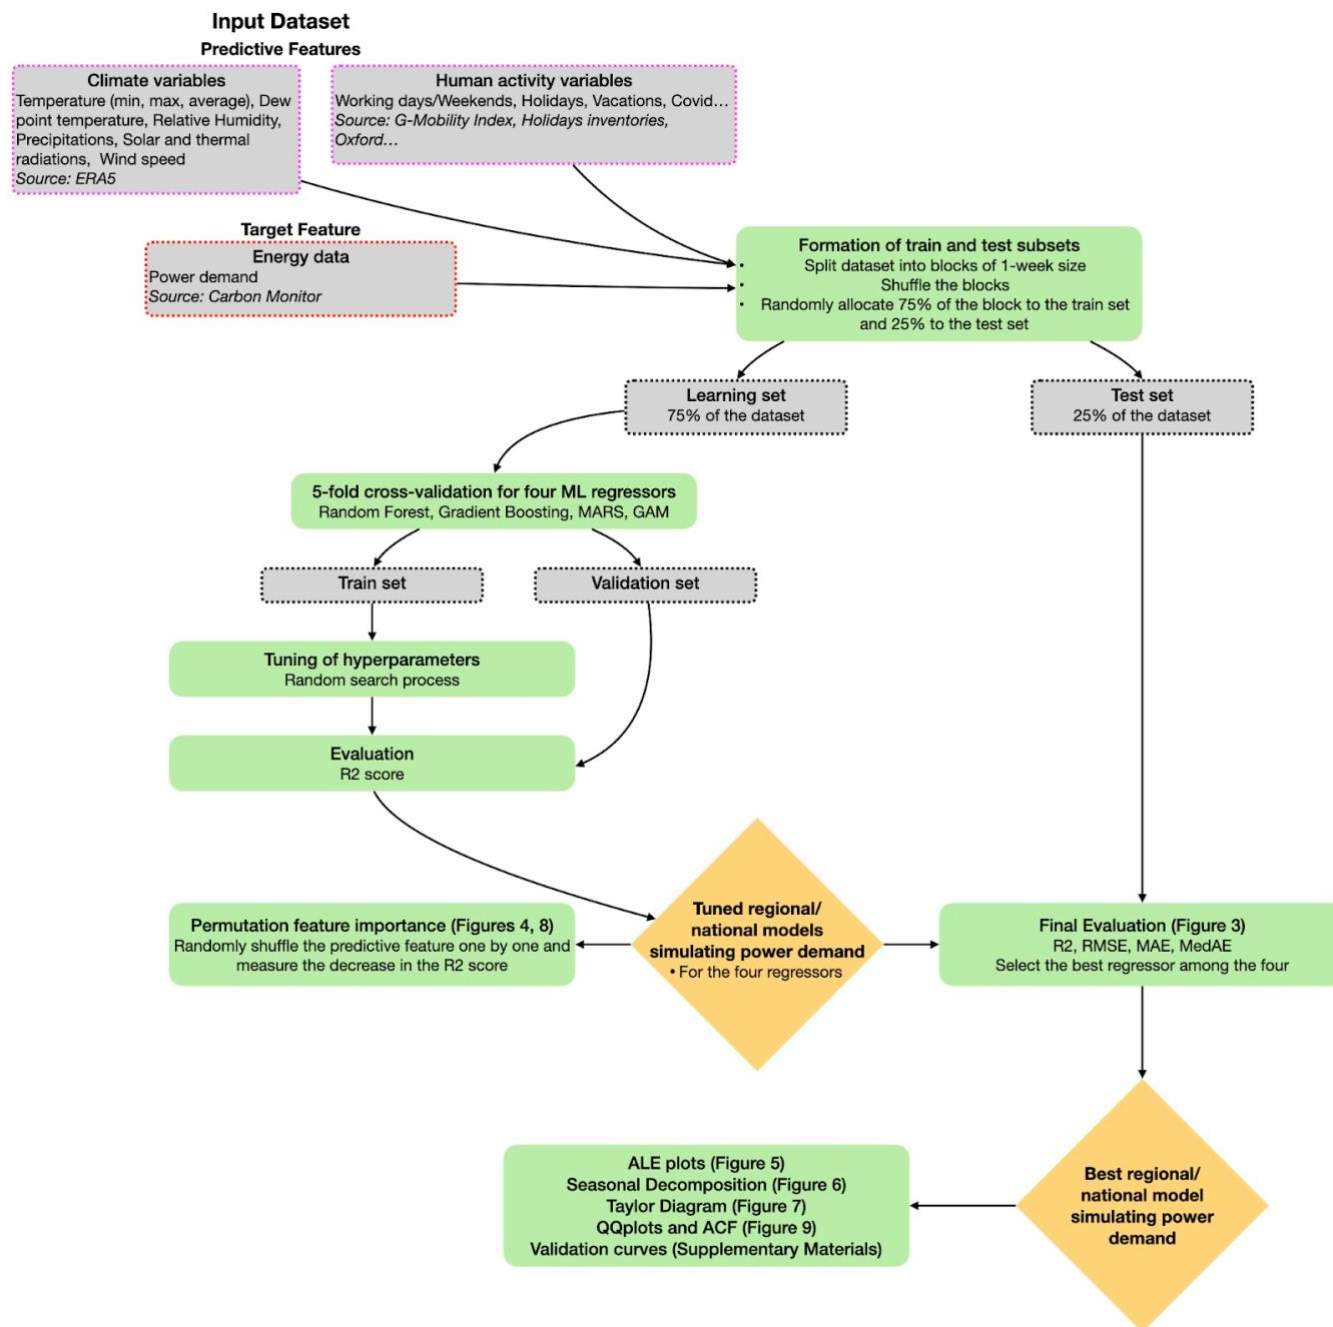 Input Dataset
Predictive Features
Climate variables
Temperature (min, max, average), Dew
point temperature, Relative Humidity,
Precipitations, Solar and thermal
radiations, Wind speed
Source: ERA5
Human activity variables
Working days/Weekends, Holidays, Vacations, Covid...
Source: G-Mobility Index, Holidays inventories,
Oxford...
Target Feature
Energy data
Power demand
Source: Carbon Monitor
Formation of train and test subsets
• Split dataset into blocks of 1-week size
• Shuffle the blocks
• Randomly allocate 75% of the block to the train set
and 25% to the test set
Learning set
75% of the dataset
Test set
25% of the dataset
5-fold cross-validation for four ML regressors
Random Forest, Gradient Boosting, MARS, GAM
Train set
Validation set
Tuning of hyperparameters
Random search process
Evaluation
R2 score
Permutation feature importance (Figures 4, 8)
Randomly shuffle the predictive feature one by one and
measure the decrease in the R2 score
Tuned regional/
national models
simulating power demand
• For the four regressors
Final Evaluation (Figure 3)
R2, RMSE, MAE, MedAE
Select the best regressor among the four
ALE plots (Figure 5)
Seasonal Decomposition (Figure 6)
Taylor Diagram (Figure 7)
QQplots and ACF (Figure 9)
Validation curves (Supplementary Materials)
Best regional/
national model
simulating power
demand